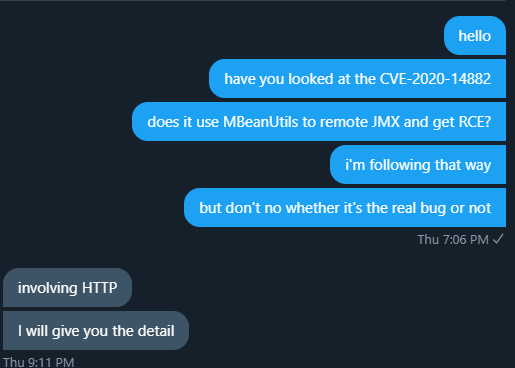 hello
have you looked at the CVE-2020-14882
does it use MBeanUtils to remote JMX and get RCE?
i'm following that way
but don't no whether it's the real bug or not
Thu 7:06 PM ✓
involving HTTP
I will give you the detail
Thu 9:11 PM